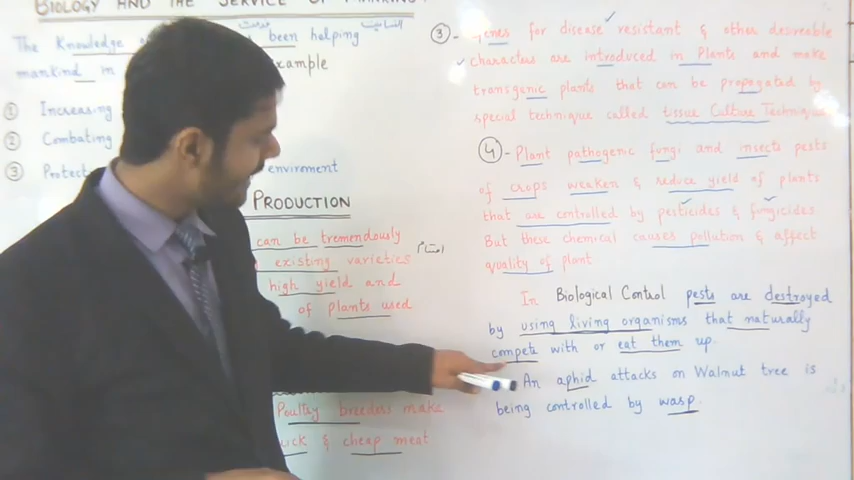 BIOLOGY AND THE SERVICE OF MANKIND
خدمت انسانیت
The Knowledge o been helping
mankind in example
① Increasing
② Combating
③ Protect enviroment
PRODUCTION
can be tremendously
existing varieties اقسام
high yield and
of plants used
Poultry breeders make
uick & cheap meat
③- Genes for disease resistant & other desireable
characters are introduced in Plants and make
transgenic plants that can be propagated by
special technique called tissue Culture Technique
④- Plant pathogenic fungi and insects pests
of crops weaken & reduce yield of plants
that are controlled by pesticides & fungicides
But these chemical causes pollution & affect
quality of plant
In Biological Control pests are destroyed
by using living organisms that naturally
compete with or eat them up.
An aphid attacks on Walnut tree is
being controlled by wasp.